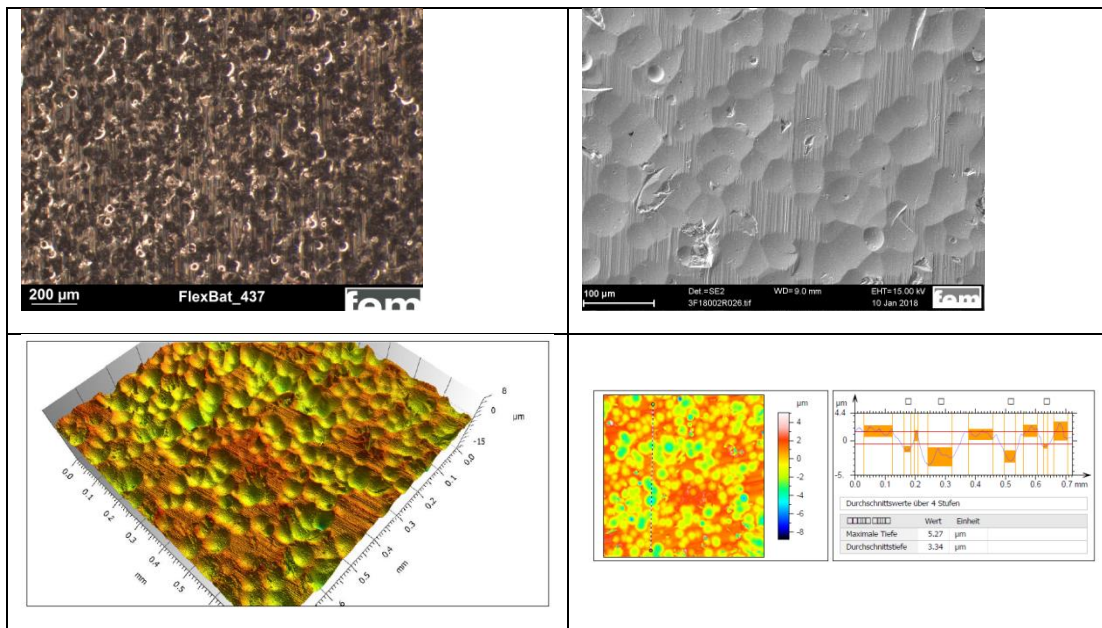 200 µm
FlexBat_437
fem
100 µm
Det.=SE2
WD= 9.0 mm
EHT=15.00 kV
3F18002R026.tif
10 Jan 2018
fem
8
0
-15
µm
0.0
0.1
0.2
0.3
0.4
0.5
mm
0.0
0.1
0.2
0.3
0.4
0.5
mm
µm
4
2
0
-2
-4
-6
-8
µm
4.4
0
-5.
0.0 0.1 0.2 0.3 0.4 0.5 0.6 0.7 mm
Durchschnittswerte über 4 Stufen
Wert Einheit
Maximale Tiefe 5.27 µm
Durchschnittstiefe 3.34 µm